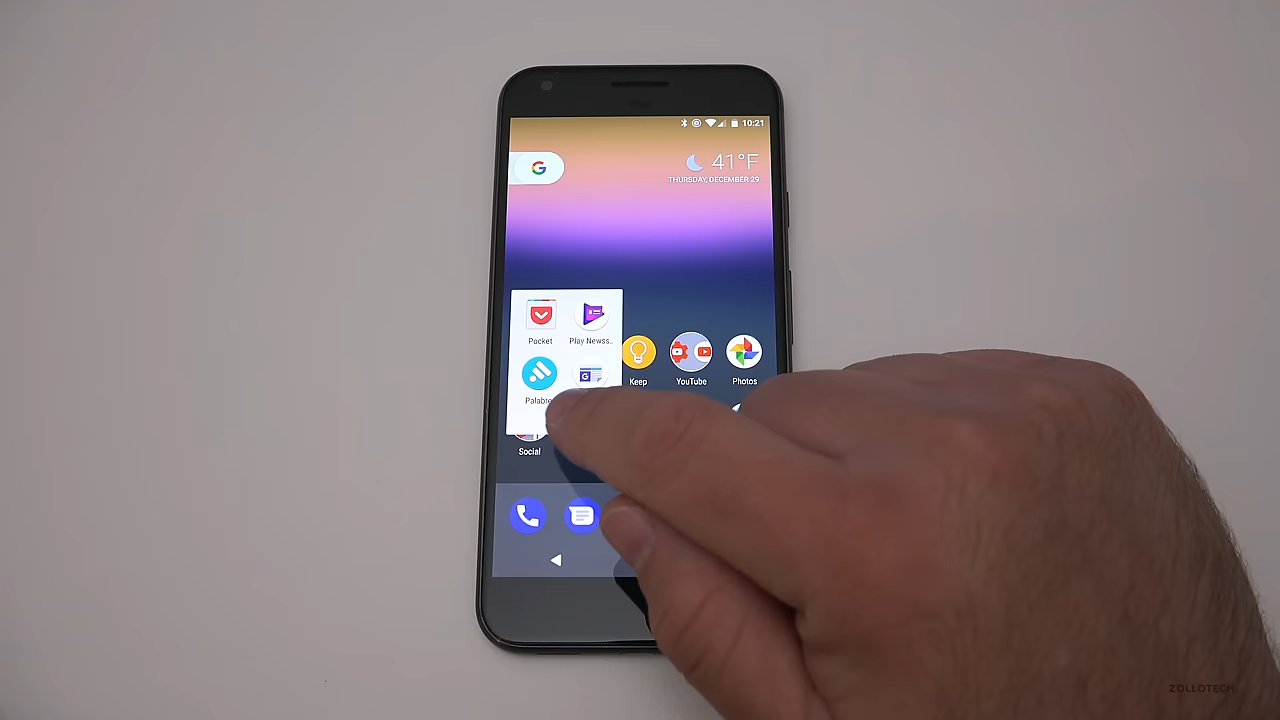 10:21
G
41°F
THURSDAY, DECEMBER 29
Pocket
Play Newss..
Keep
YouTube
Photos
G
Palabre
Social
ZOLLOTECH